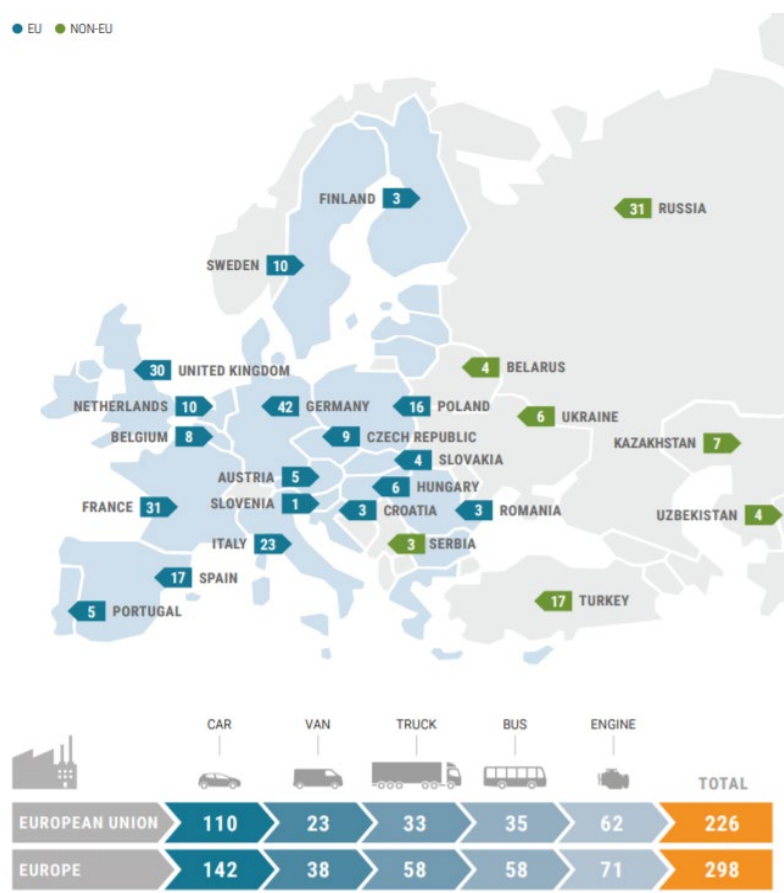 EU NON-EU
FINLAND 3
31 RUSSIA
SWEDEN 10
30 UNITED KINGDOM
4 BELARUS
NETHERLANDS 10
42 GERMANY
16 POLAND
6 UKRAINE
BELGIUM 8
9 CZECH REPUBLIC
KAZAKHSTAN 7
4 SLOVAKIA
AUSTRIA 5
6 HUNGARY
SLOVENIA 1
FRANCE 31
3 CROATIA
3 ROMANIA
UZBEKISTAN 4
ITALY 23
3 SERBIA
17 SPAIN
17 TURKEY
5 PORTUGAL
CAR VAN TRUCK BUS ENGINE
TOTAL
EUROPEAN UNION 110 23 33 35 62 226
EUROPE 142 38 58 58 71 298